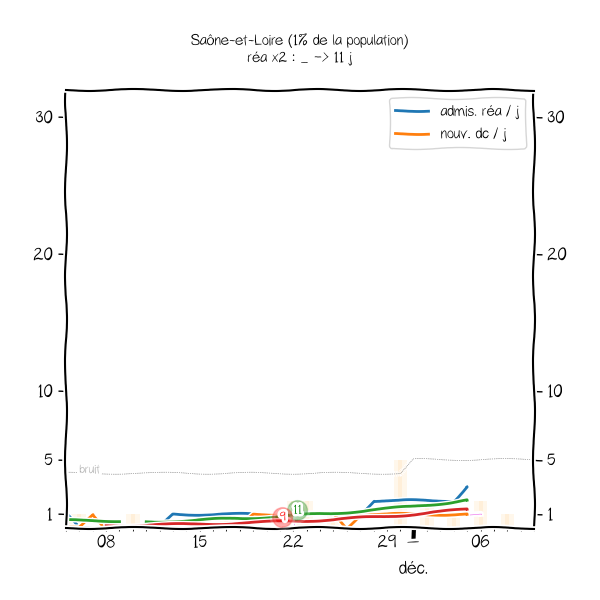 Saône-et-Loire (1% de la population)
réa x2 : _ -> 11 j
admis. réa / j
nouv. dc / j
30 30
20 20
10 10
5 5
bruit
9 11
1 1
08 15 22 29 06
déc.